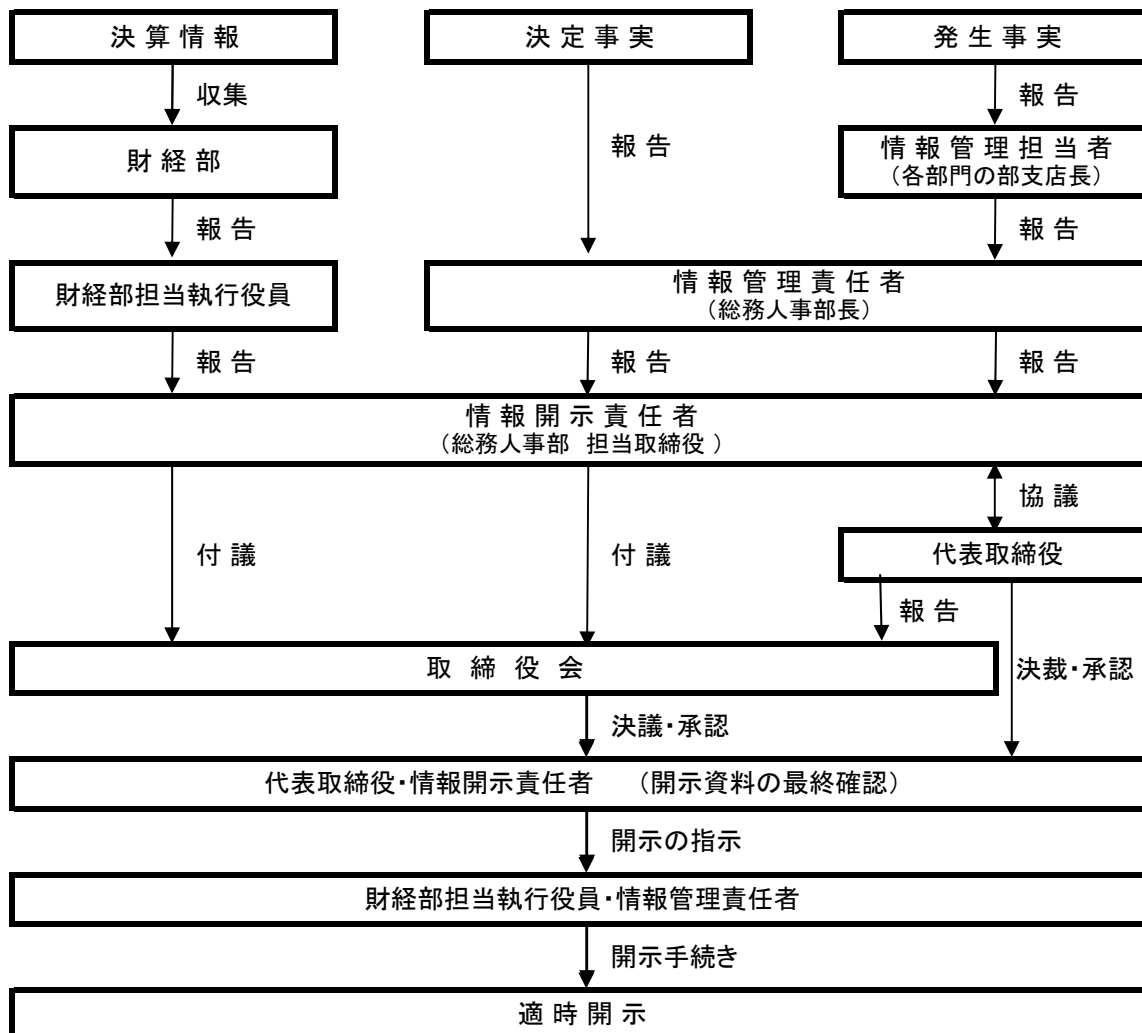 決算情報
決定事実
発生事実
収集
報告
報告
財経部
情報管理担当者
（各部門の部支店長）
報告
報告
財経部担当執行役員
情報管理責任者
（総務人事部長）
報告
報告
報告
情報開示責任者
（総務人事部 担当取締役）
協議
付議
付議
代表取締役
報告
取締役会
決裁・承認
決議・承認
代表取締役・情報開示責任者 （開示資料の最終確認）
開示の指示
財経部担当執行役員・情報管理責任者
開示手続き
適時開示